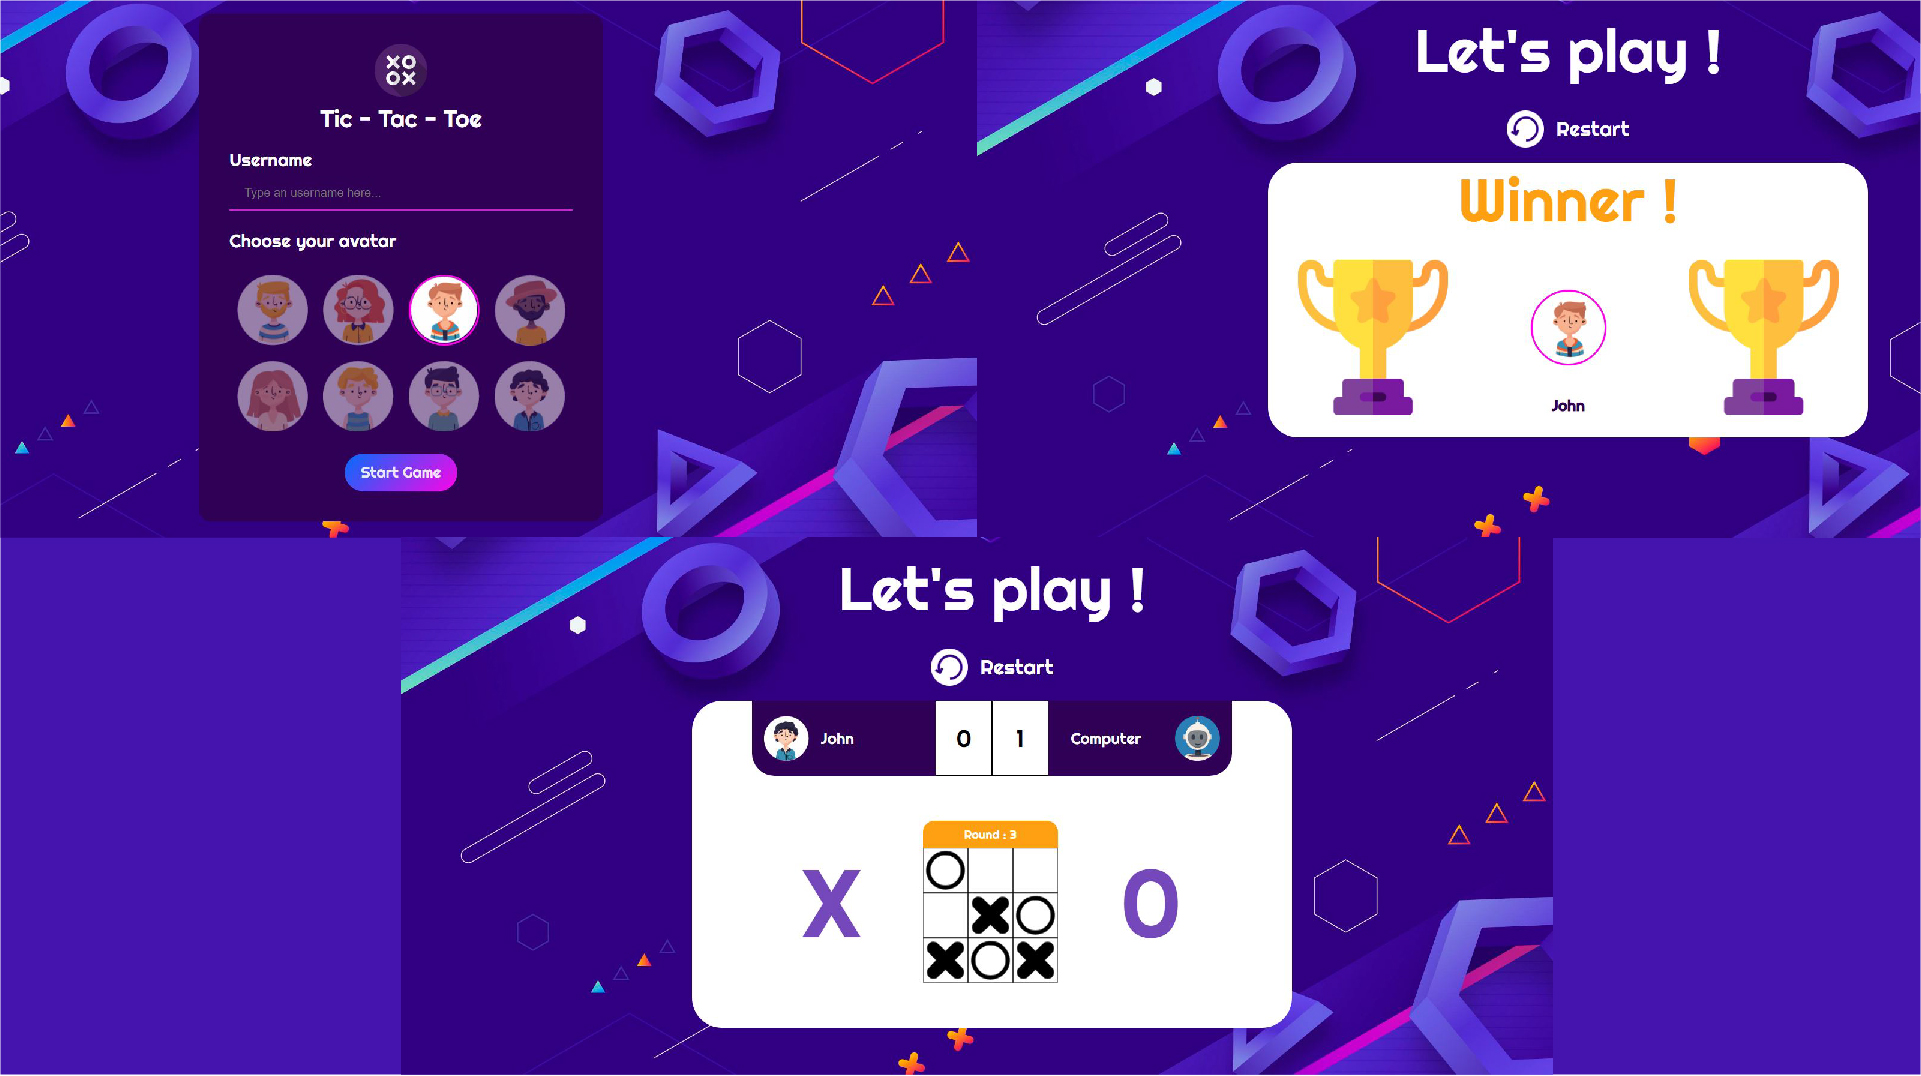 XO
OX
Tic - Tac - Toe
Username
Type an username here...
Choose your avatar
Start Game
Let's play !
Restart
Winner !
John
Let's play !
Restart
John 0 1 Computer
Round : 3
X O
O
X O
X O X